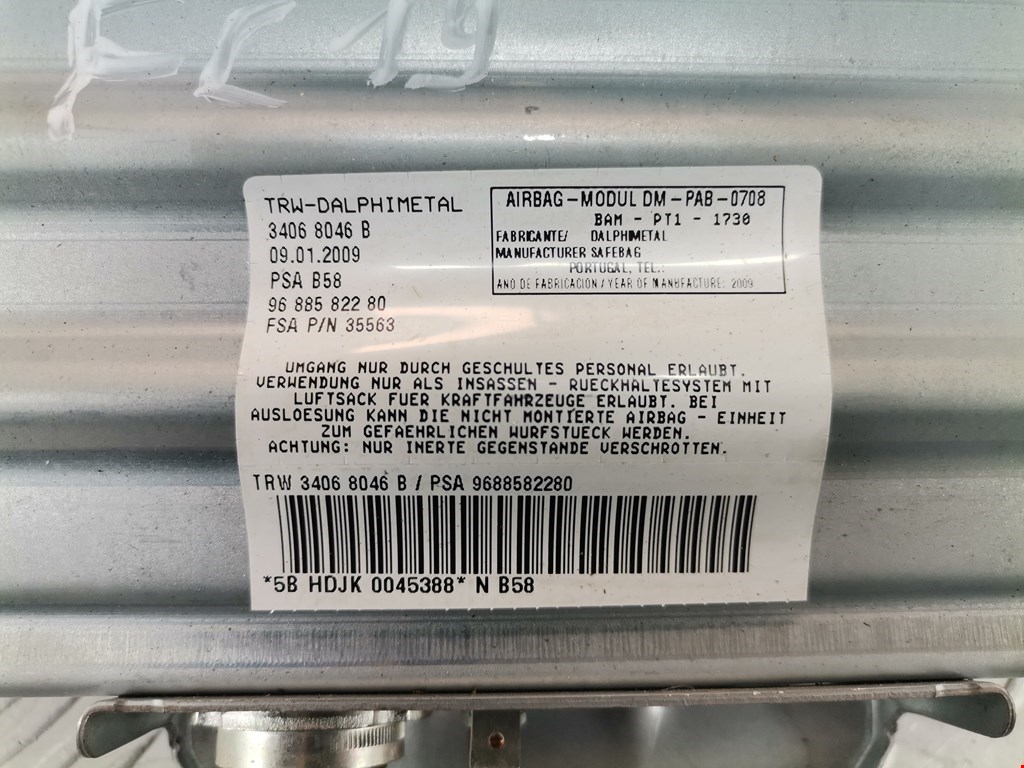 19
TRW-DALPHIMETAL
3406 8046 B
09.01.2009
PSA B58
96 885 822 80
FSA P/N 35563
AIRBAG-MODUL DM-PAB-0708
BAM - PT1 - 1730
FABRICANTE/ DALPHIMETAL
MANUFACTURER SAFEBAG
PORTUGAL, TEL.:
ANO DE FABRICACION / YEAR OF MANUFACTURE: 2009
UMGANG NUR DURCH GESCHULTES PERSONAL ERLAUBT.
VERWENDUNG NUR ALS INSASSEN - RUECKHALTESYSTEM MIT
LUFTSACK FUER KRAFTFAHRZEUGE ERLAUBT. BEI
AUSLOESUNG KANN DIE NICHT MONTIERTE AIRBAG - EINHEIT
ZUM GEFAEHRLICHEN WURFSTUECK WERDEN.
ACHTUNG: NUR INERTE GEGENSTANDE VERSCHROTTEN.
TRW 3406 8046 B / PSA 9688582280
*5B HDJK 0045388* N B58